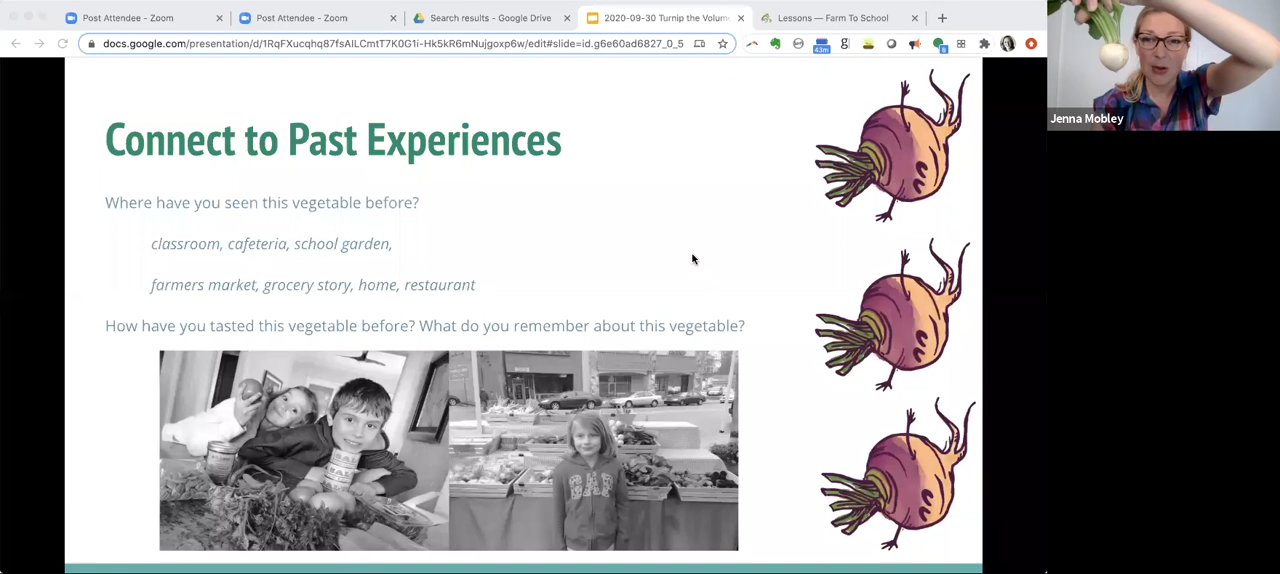 Post Attendee - Zoom
Post Attendee - Zoom
Search results - Google Drive
2020-09-30 Turnip the Volum
Lessons — Farm To School
docs.google.com/presentation/d/1RqFXucqhq87fsAILCmtT7K0G1i-Hk5kR6mNujgoxp6w/edit#slide=id.g6e60ad6827_0_5
43m
8
Jenna Mobley
Connect to Past Experiences
Where have you seen this vegetable before?
classroom, cafeteria, school garden,
farmers market, grocery story, home, restaurant
How have you tasted this vegetable before? What do you remember about this vegetable?
GAP